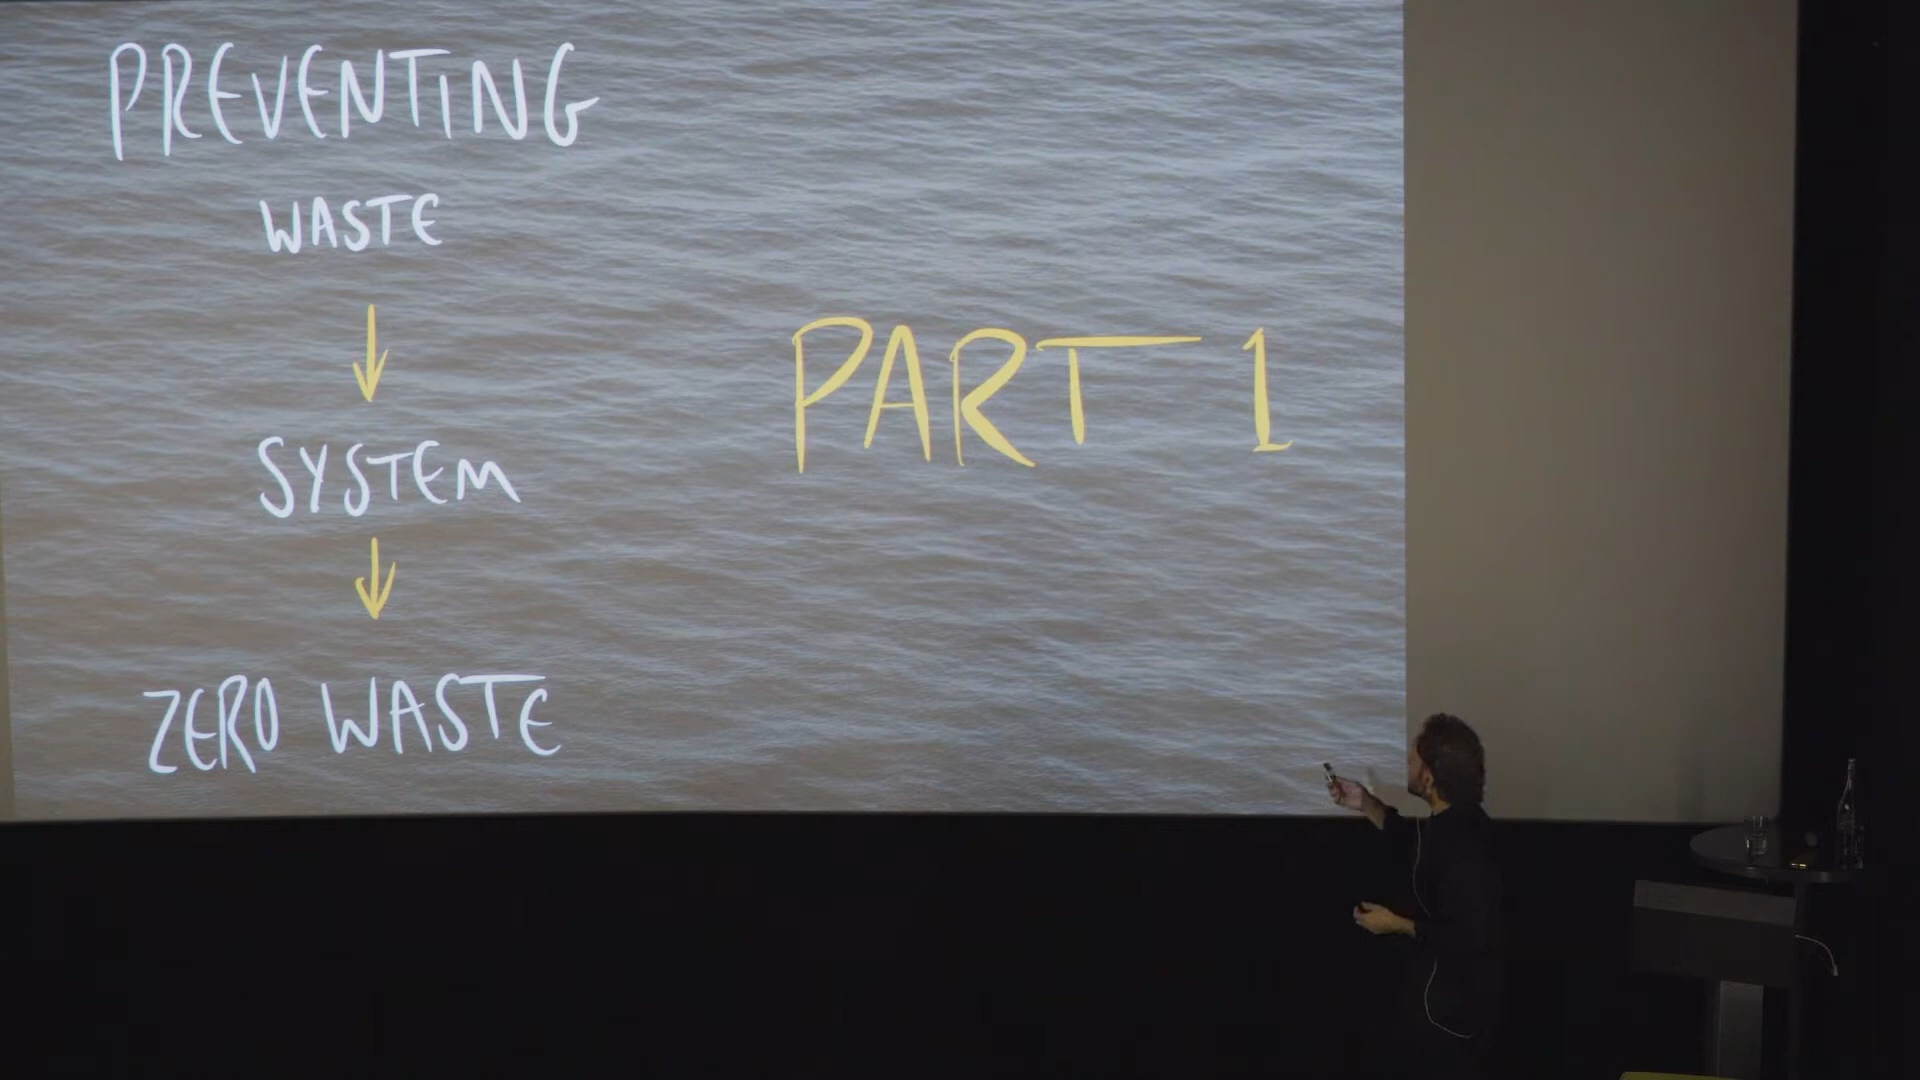 PREVENTING
WASTE
SYSTEM
ZERO WASTE
PART 1